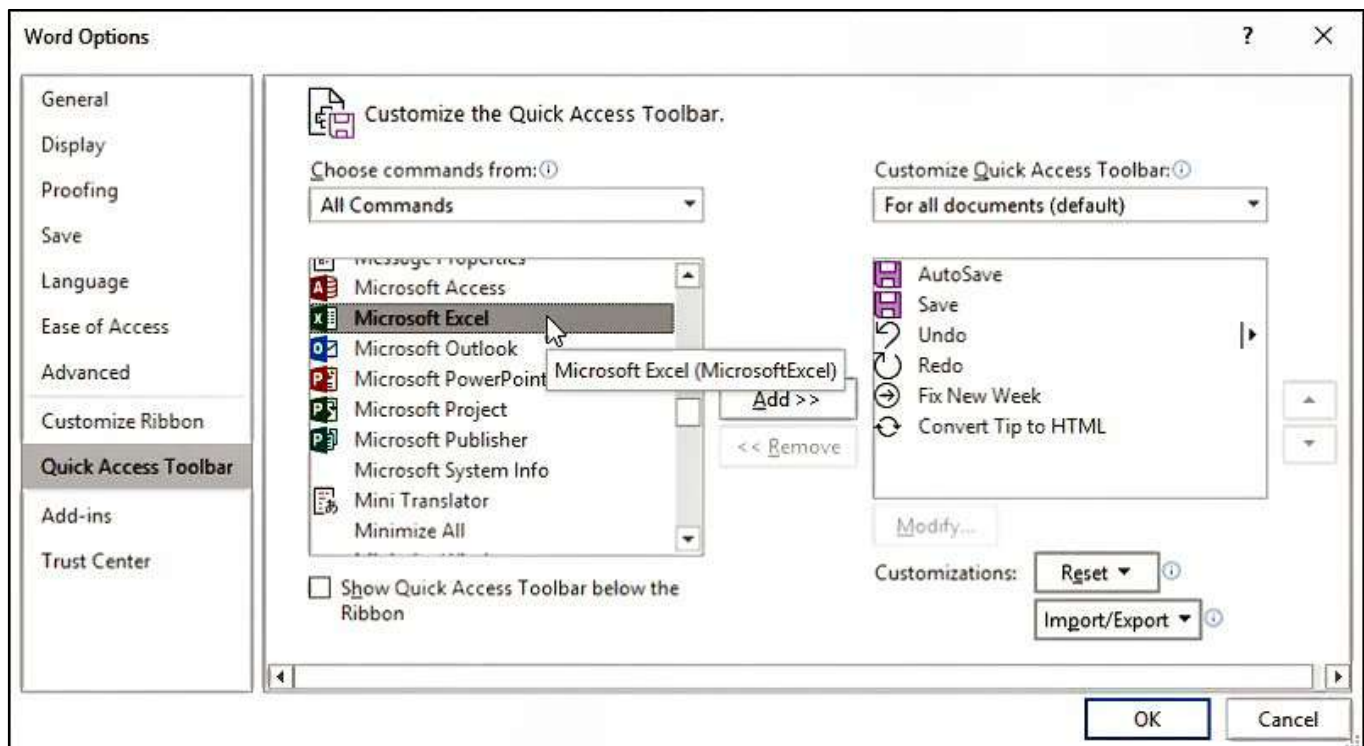 Word Options
?
General
Display
Proofing
Save
Language
Ease of Access
Advanced
Customize Ribbon
Quick Access Toolbar
Add-ins
Trust Center
Customize the Quick Access Toolbar.
Choose commands from:
All Commands
Message Properties
Microsoft Access
Microsoft Excel
Microsoft Outlook
Microsoft PowerPoint
Microsoft Project
Microsoft Publisher
Microsoft System Info
Mini Translator
Minimize All
Microsoft Excel (MicrosoftExcel)
Show Quick Access Toolbar below the
Ribbon
Add >>
<< Remove
Customize Quick Access Toolbar:
For all documents (default)
AutoSave
Save
Undo
Redo
Fix New Week
Convert Tip to HTML
Modify...
Customizations:
Reset
Import/Export
OK
Cancel